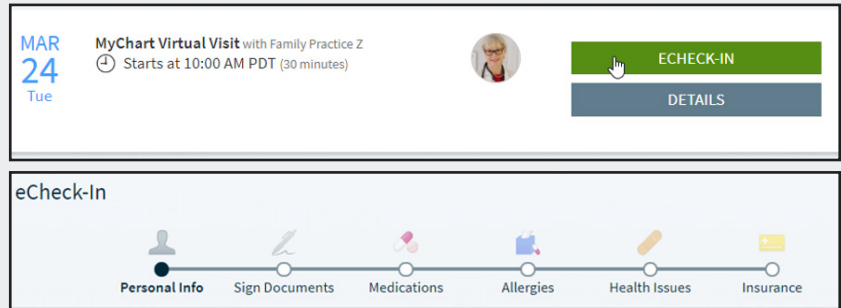 MAR
24
Tue
MyChart Virtual Visit with Family Practice Z
Starts at 10:00 AM PDT (30 minutes)
ECHECK-IN
DETAILS
eCheck-In
Personal Info
Sign Documents
Medications
Allergies
Health Issues
Insurance